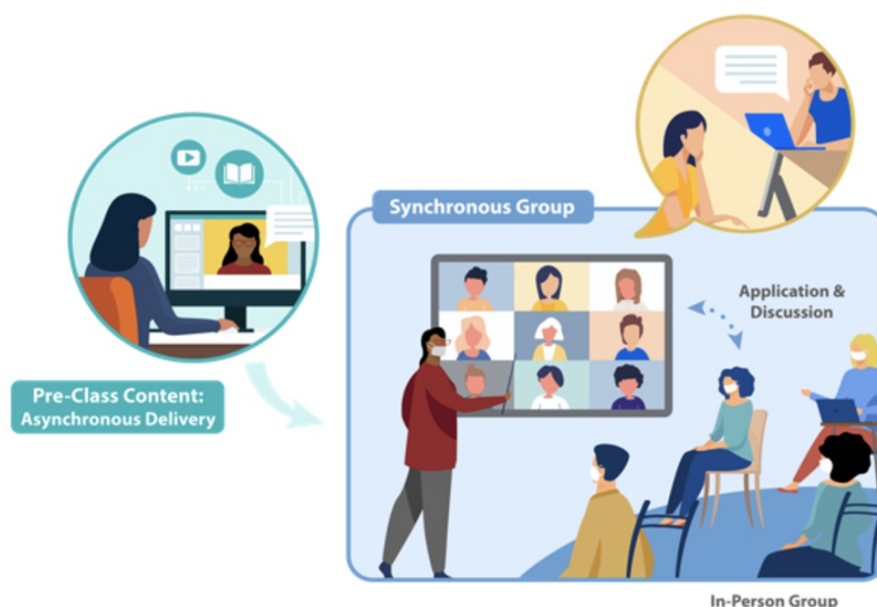 Synchronous Group
Application &
Discussion
Pre-Class Content:
Asynchronous Delivery
In-Person Group